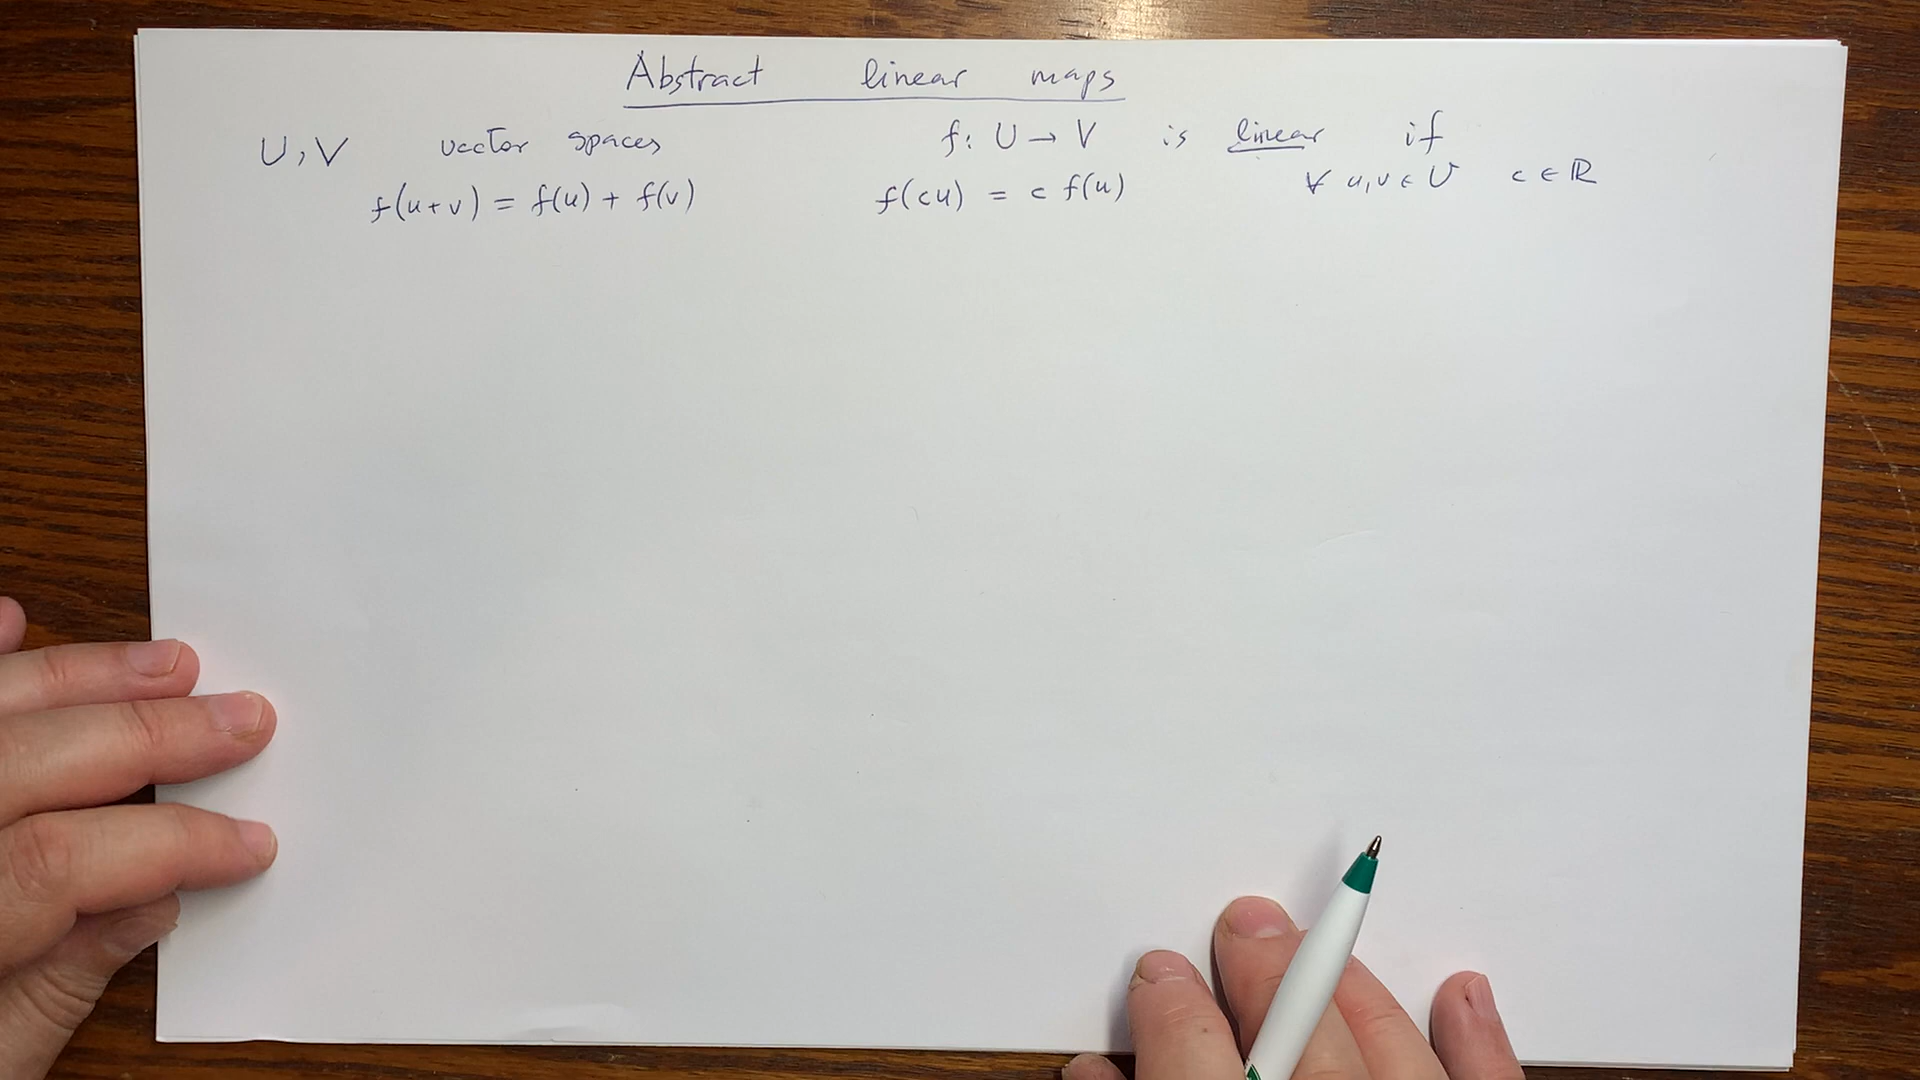 Abstract linear maps
U, V vector spaces f: U → V is linear if
f(u+v) = f(u) + f(v) f(cu) = c f(u) ∀ u,v ∈ U c ∈ ℝ